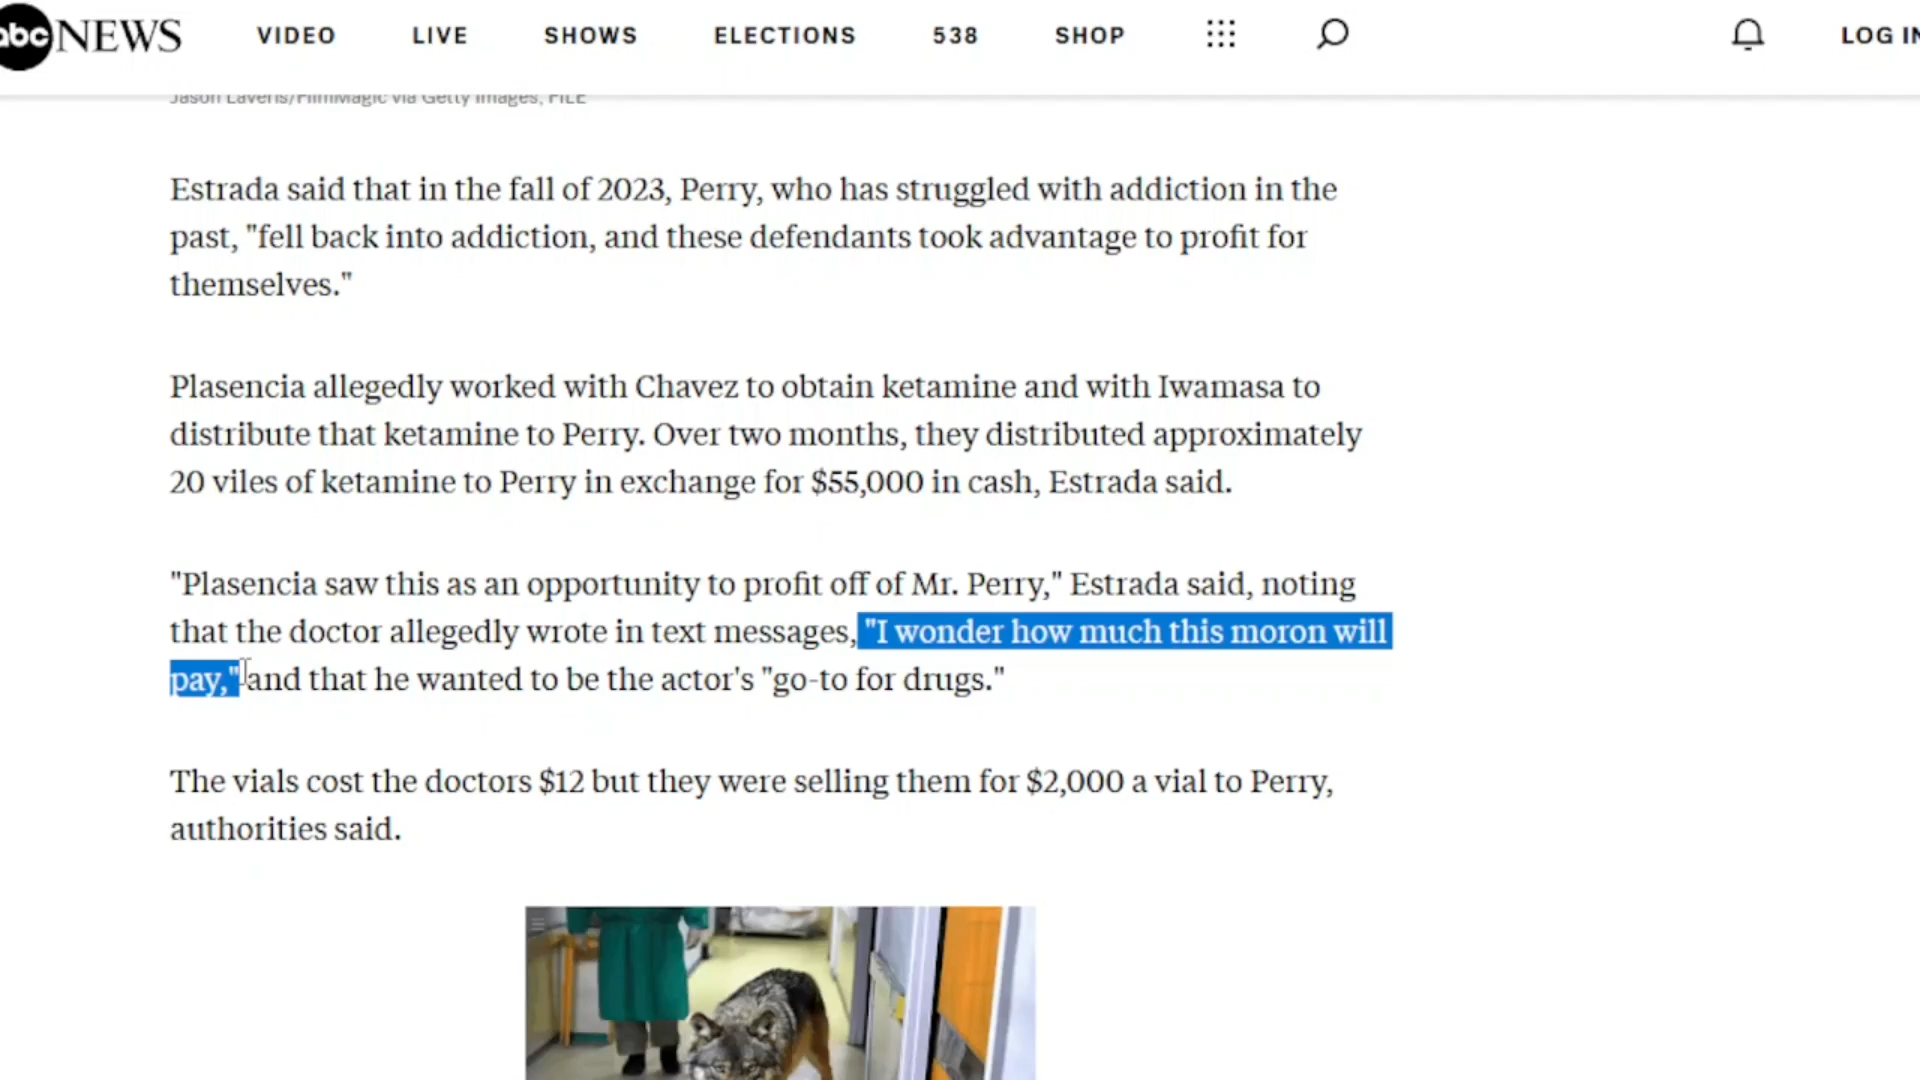 abc NEWS VIDEO LIVE SHOWS ELECTIONS 538 SHOP LOG IN
Jason Laveris/FilmMagic via Getty Images, FILE
Estrada said that in the fall of 2023, Perry, who has struggled with addiction in the
past, "fell back into addiction, and these defendants took advantage to profit for
themselves."
Plasencia allegedly worked with Chavez to obtain ketamine and with Iwamasa to
distribute that ketamine to Perry. Over two months, they distributed approximately
20 viles of ketamine to Perry in exchange for $55,000 in cash, Estrada said.
"Plasencia saw this as an opportunity to profit off of Mr. Perry," Estrada said, noting
that the doctor allegedly wrote in text messages, "I wonder how much this moron will
pay," and that he wanted to be the actor's "go-to for drugs."
The vials cost the doctors $12 but they were selling them for $2,000 a vial to Perry,
authorities said.